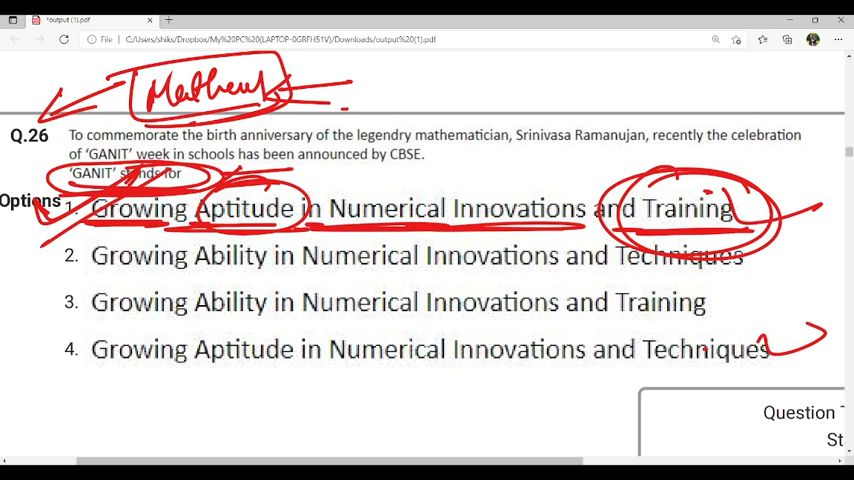 *output (1).pdf
File | C:/Users/shiks/Dropbox/My%20PC%20(LAPTOP-0GRFH51V)/Downloads/output%20(1).pdf
Q.26 To commemorate the birth anniversary of the legendry mathematician, Srinivasa Ramanujan, recently the celebration
of 'GANIT' week in schools has been announced by CBSE.
'GANIT' stands for
Options 1. Growing Aptitude in Numerical Innovations and Training
2. Growing Ability in Numerical Innovations and Techniques
3. Growing Ability in Numerical Innovations and Training
4. Growing Aptitude in Numerical Innovations and Techniques
Question T
St